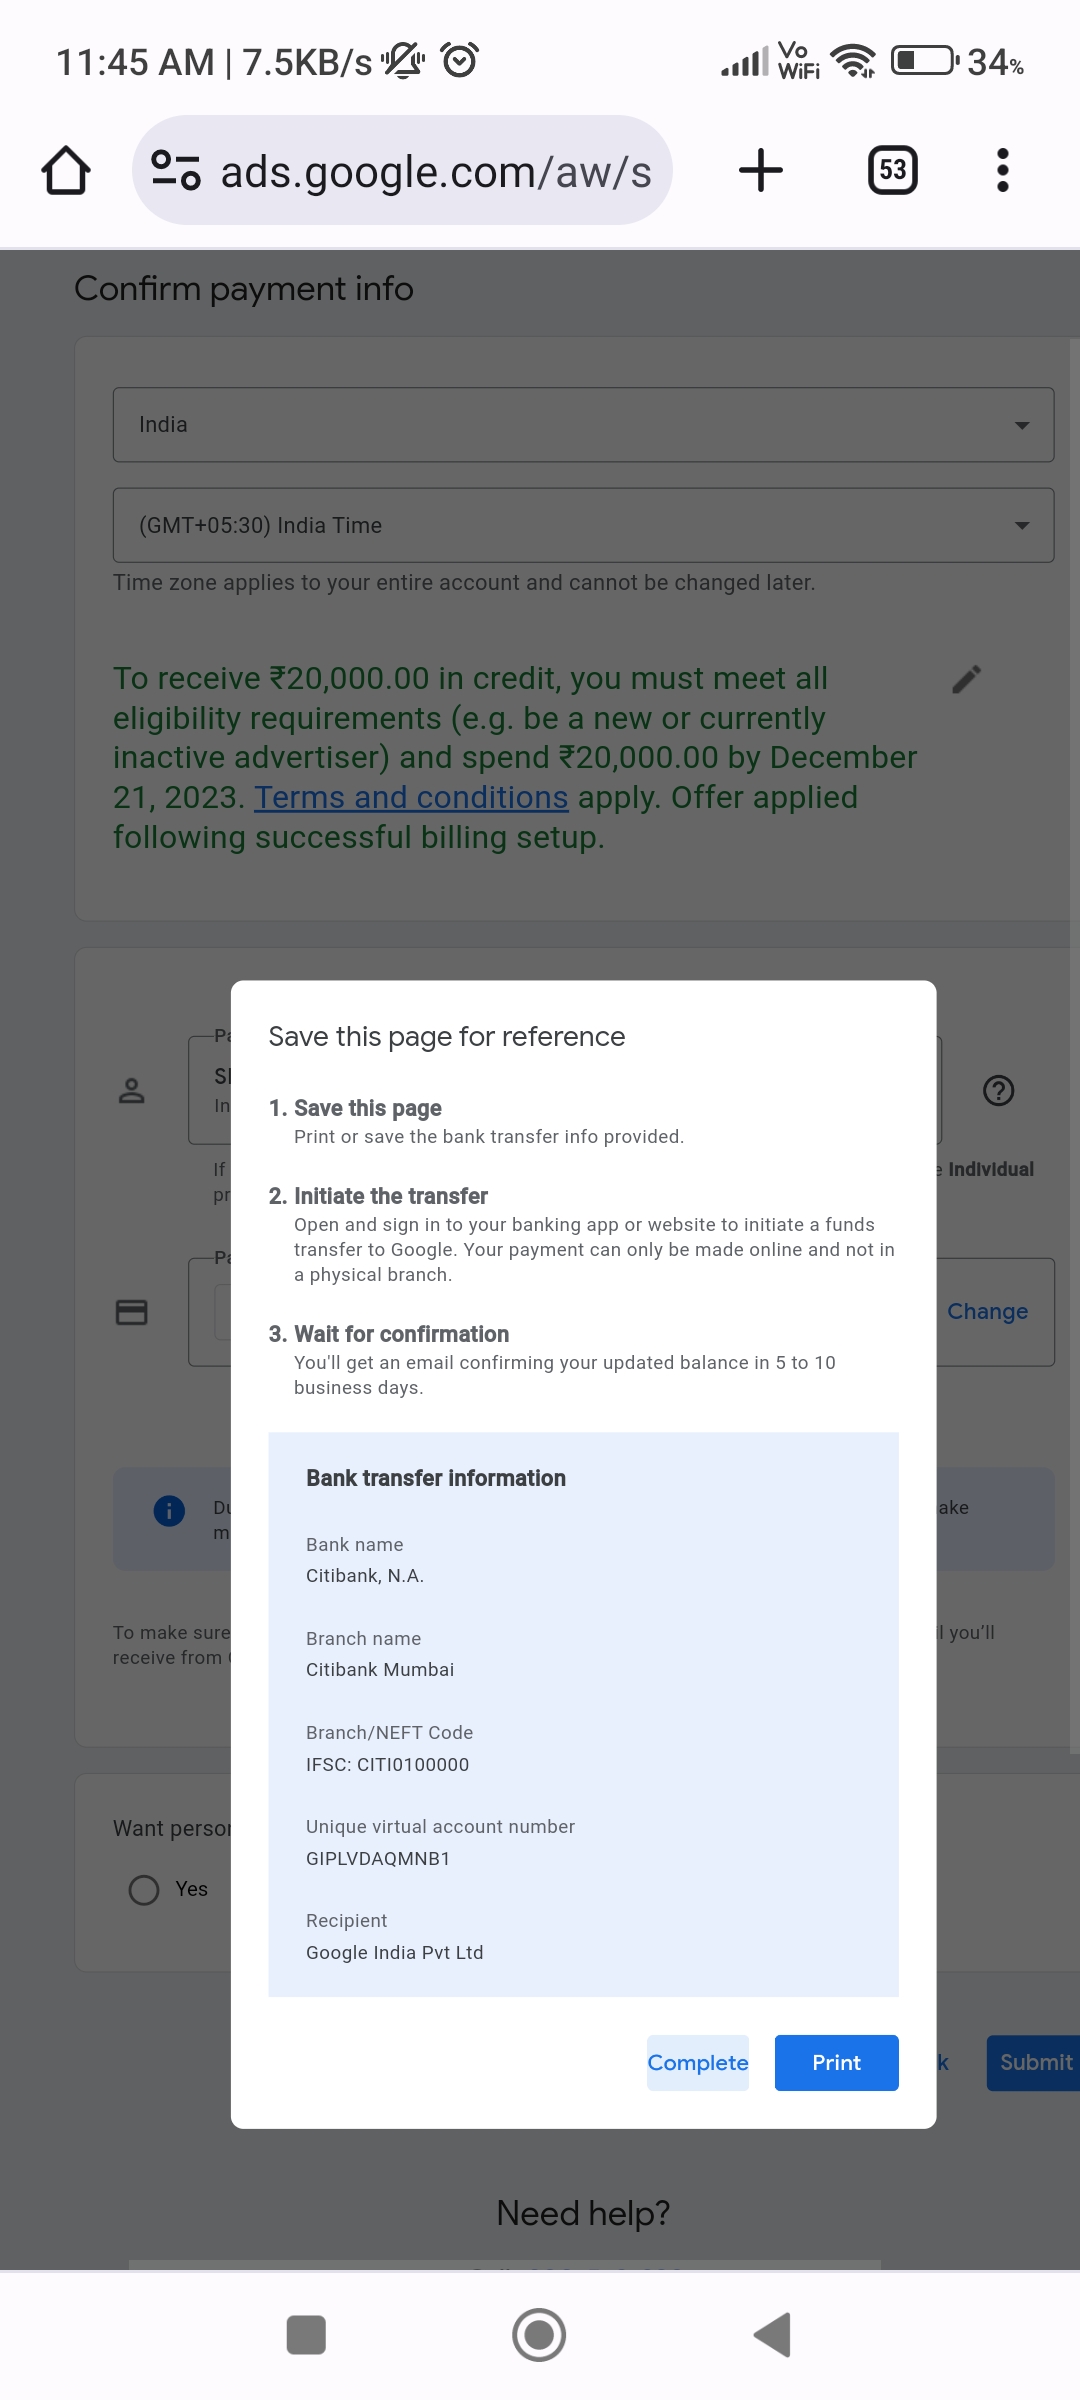 11:45 AM | 7.5KB/s
Vo
WiFi
34%
ads.google.com/aw/s
53
Confirm payment info
India
(GMT+05:30) India Time
Time zone applies to your entire account and cannot be changed later.
To receive ₹20,000.00 in credit, you must meet all
eligibility requirements (e.g. be a new or currently
inactive advertiser) and spend ₹20,000.00 by December
21, 2023. Terms and conditions apply. Offer applied
following successful billing setup.
Save this page for reference
1. Save this page
Print or save the bank transfer info provided.
2. Initiate the transfer
Open and sign in to your banking app or website to initiate a funds
transfer to Google. Your payment can only be made online and not in
a physical branch.
3. Wait for confirmation
You'll get an email confirming your updated balance in 5 to 10
business days.
Bank transfer information
Bank name
Citibank, N.A.
Branch name
Citibank Mumbai
Branch/NEFT Code
IFSC: CITI0100000
Unique virtual account number
GIPLVDAQMNB1
Recipient
Google India Pvt Ltd
Complete
Print
If
Individual
Change
To make sure
you'll
receive from
Want
Yes
Submit
Need help?